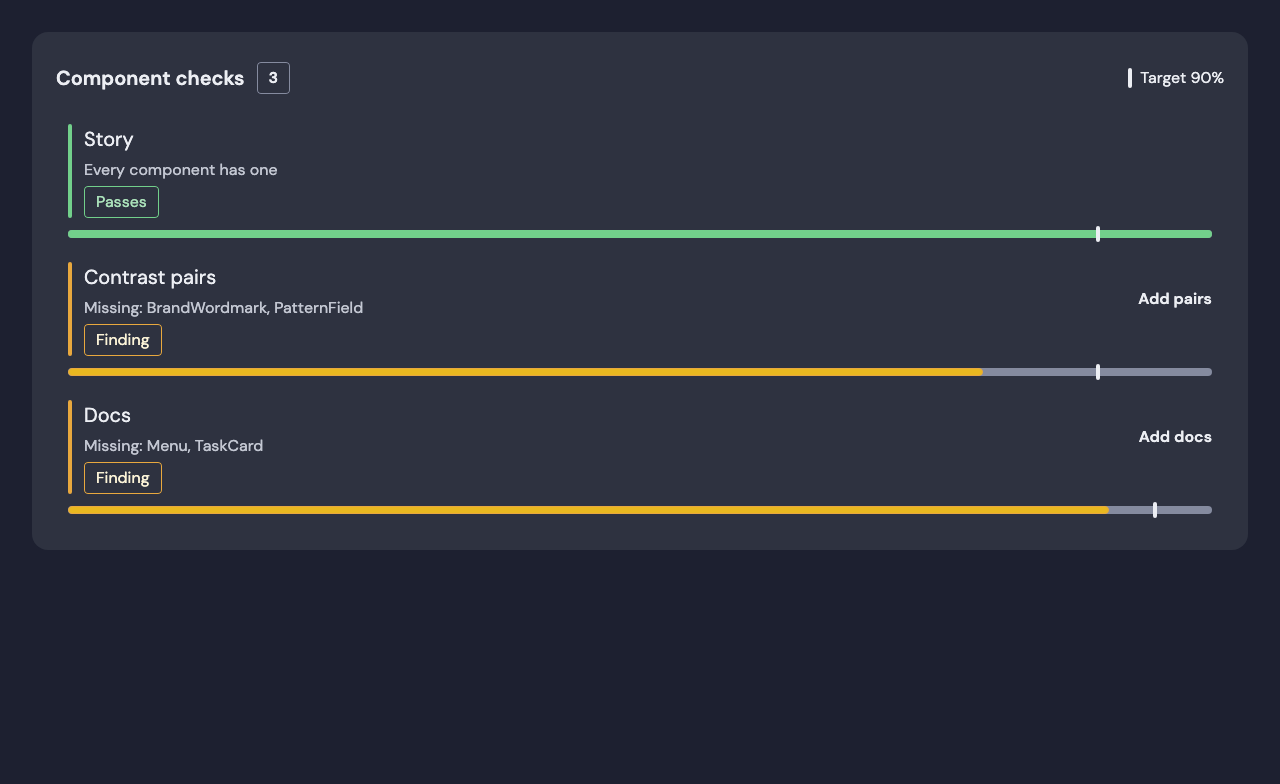 Component checks 3
Target 90%
Story
Every component has one
Passes
Contrast pairs
Missing: BrandWordmark, PatternField
Add pairs
Finding
Docs
Missing: Menu, TaskCard
Add docs
Finding